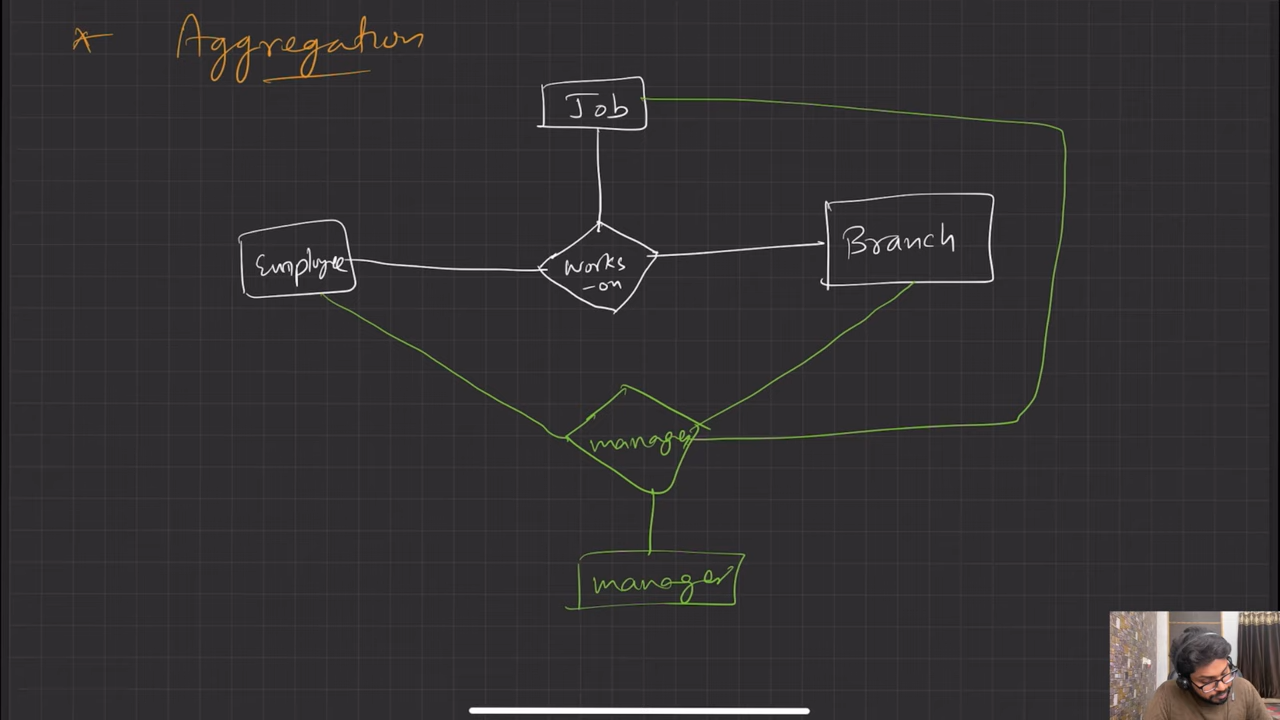 * Aggregation
Job
Employee
works
-on
Branch
manages
manager